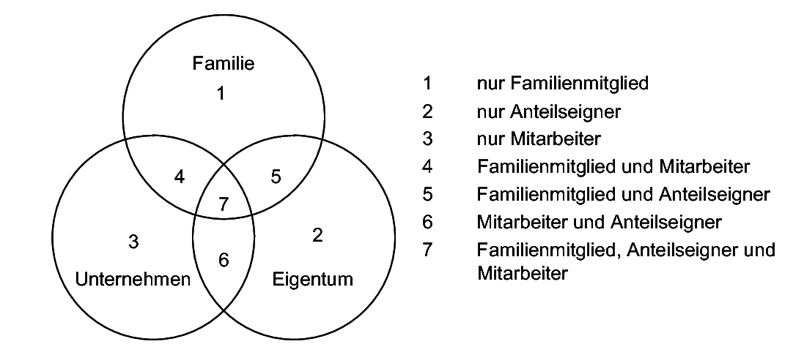 Familie
1
4
5
7
3
2
6
Unternehmen
Eigentum
1 nur Familienmitglied
2 nur Anteilseigner
3 nur Mitarbeiter
4 Familienmitglied und Mitarbeiter
5 Familienmitglied und Anteilseigner
6 Mitarbeiter und Anteilseigner
7 Familienmitglied, Anteilseigner und
Mitarbeiter